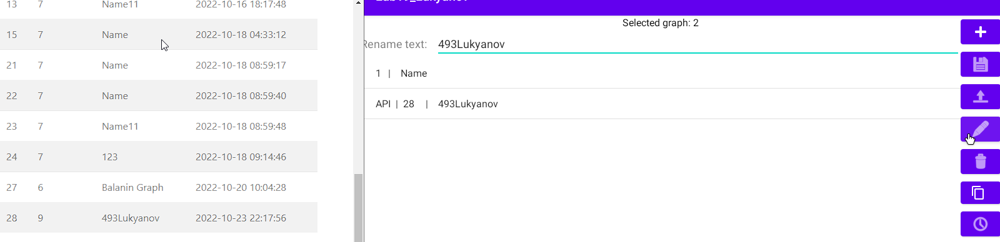 13 7 Name11 2022-10-16 18:17:48
15 7 Name 2022-10-18 04:33:12
21 7 Name 2022-10-18 08:59:17
22 7 Name 2022-10-18 08:59:40
23 7 Name11 2022-10-18 08:59:48
24 7 123 2022-10-18 09:14:46
27 6 Balanin Graph 2022-10-20 10:04:28
28 9 493Lukyanov 2022-10-23 22:17:56
Selected graph: 2
Rename text: 493Lukyanov
1 | Name
API | 28 | 493Lukyanov